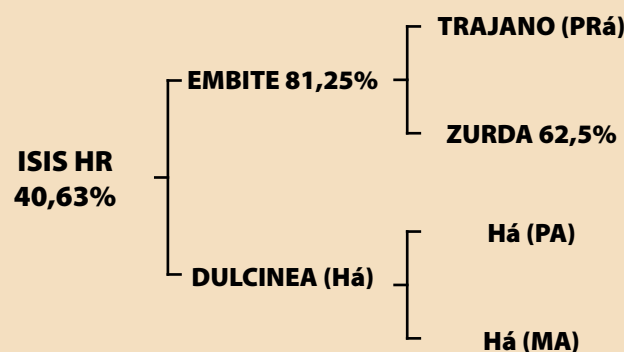 TRAJANO (PRá)
EMBITE 81,25%
ZURDA 62,5%
ISIS HR
40,63%
Há (PA)
DULCINEA (Há)
Há (MA)